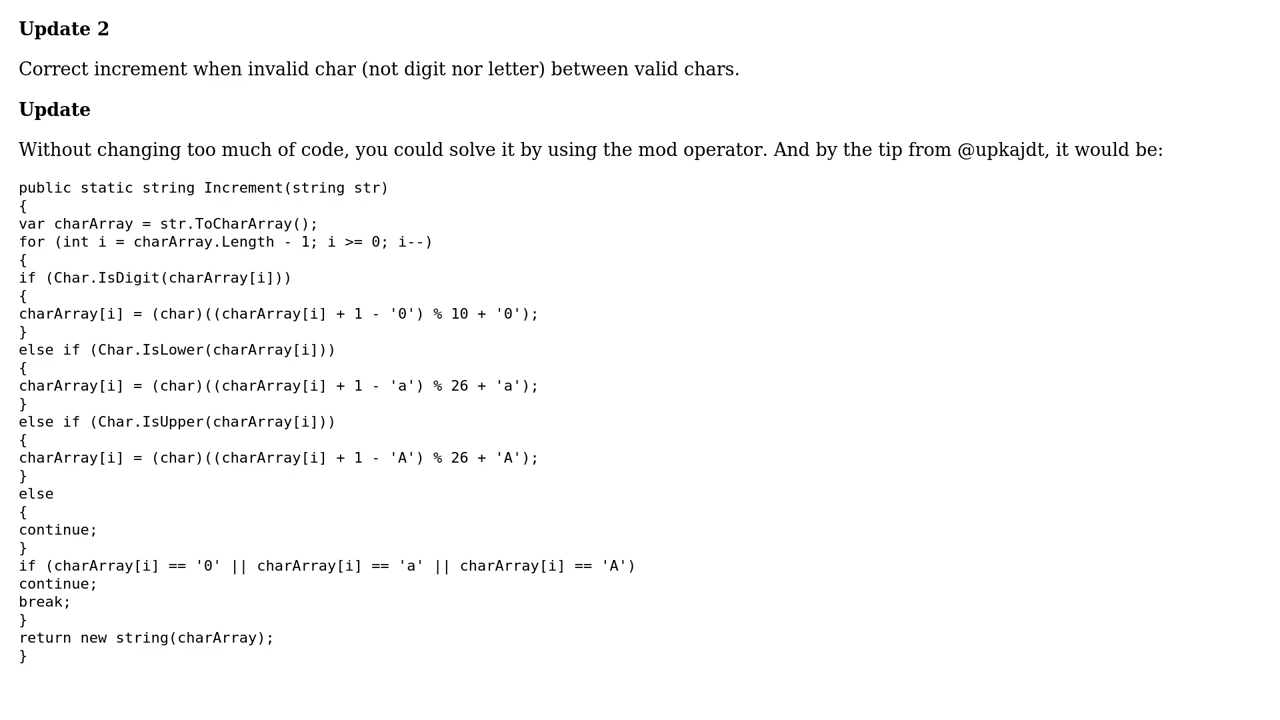 Update 2
Correct increment when invalid char (not digit nor letter) between valid chars.
Update
Without changing too much of code, you could solve it by using the mod operator. And by the tip from @upkajdt, it would be:
public static string Increment(string str)
{
var charArray = str.ToCharArray();
for (int i = charArray.Length - 1; i >= 0; i--)
{
if (Char.IsDigit(charArray[i]))
{
charArray[i] = (char)((charArray[i] + 1 - '0') % 10 + '0');
}
else if (Char.IsLower(charArray[i]))
{
charArray[i] = (char)((charArray[i] + 1 - 'a') % 26 + 'a');
}
else if (Char.IsUpper(charArray[i]))
{
charArray[i] = (char)((charArray[i] + 1 - 'A') % 26 + 'A');
}
else
{
continue;
}
if (charArray[i] == '0' || charArray[i] == 'a' || charArray[i] == 'A')
continue;
break;
}
return new string(charArray);
}